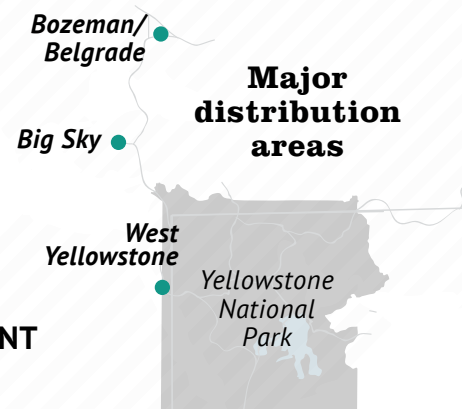 Bozeman/
Belgrade
Major
distribution
areas
Big Sky
West
Yellowstone
Yellowstone
National
Park
NT